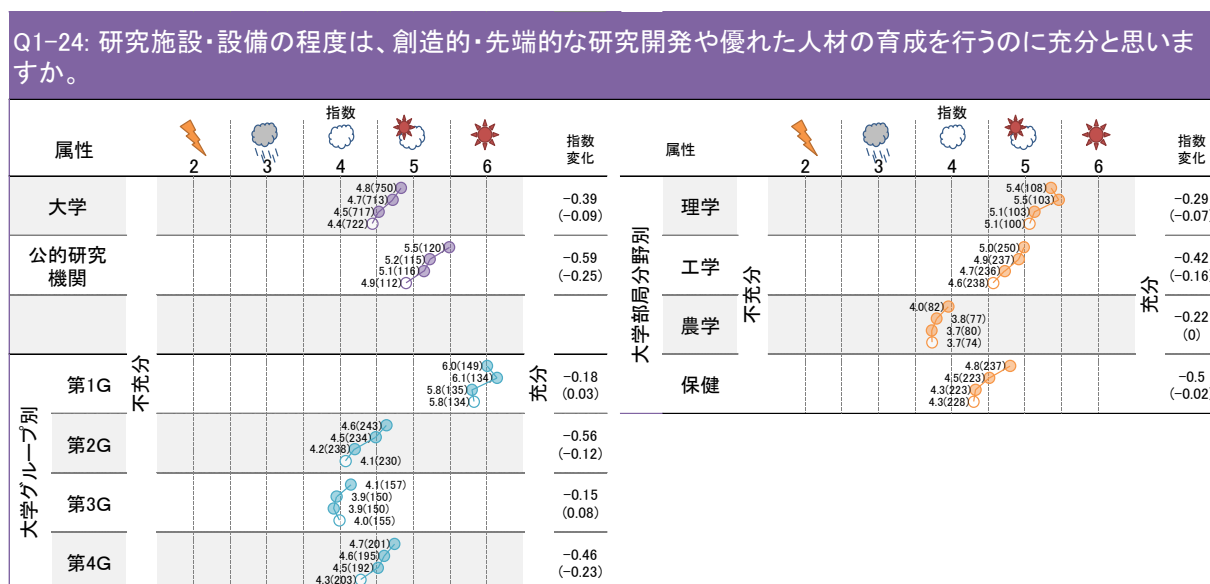 Q1-24: 研究施設・設備の程度は、創造的・先端的な研究開発や優れた人材の育成を行うのに充分と思いま
すか。
属性
指数
2 3 4 5 6
指数
変化
不充分
充分
大学
4.8(750)
4.7(713)
4.5(717)
4.4(722)
-0.39
(-0.09)
公的研究
機関
5.5(120)
5.2(115)
5.1(116)
4.9(112)
-0.59
(-0.25)
大学グループ別
第1G
6.0(149)
6.1(134)
5.8(135)
5.8(134)
-0.18
(0.03)
第2G
4.6(243)
4.5(234)
4.2(238)
4.1(230)
-0.56
(-0.12)
第3G
4.1(157)
3.9(150)
3.9(150)
4.0(155)
-0.15
(0.08)
第4G
4.7(201)
4.6(195)
4.5(192)
4.3(203)
-0.46
(-0.23)
属性
指数
2 3 4 5 6
指数
変化
大学部局分野別
不充分
充分
理学
5.4(108)
5.5(103)
5.1(103)
5.1(100)
-0.29
(-0.07)
工学
5.0(250)
4.9(237)
4.7(236)
4.6(238)
-0.42
(-0.16)
農学
4.0(82)
3.8(77)
3.7(80)
3.7(74)
-0.22
(0)
保健
4.8(237)
4.5(223)
4.3(223)
4.3(228)
-0.5
(-0.02)